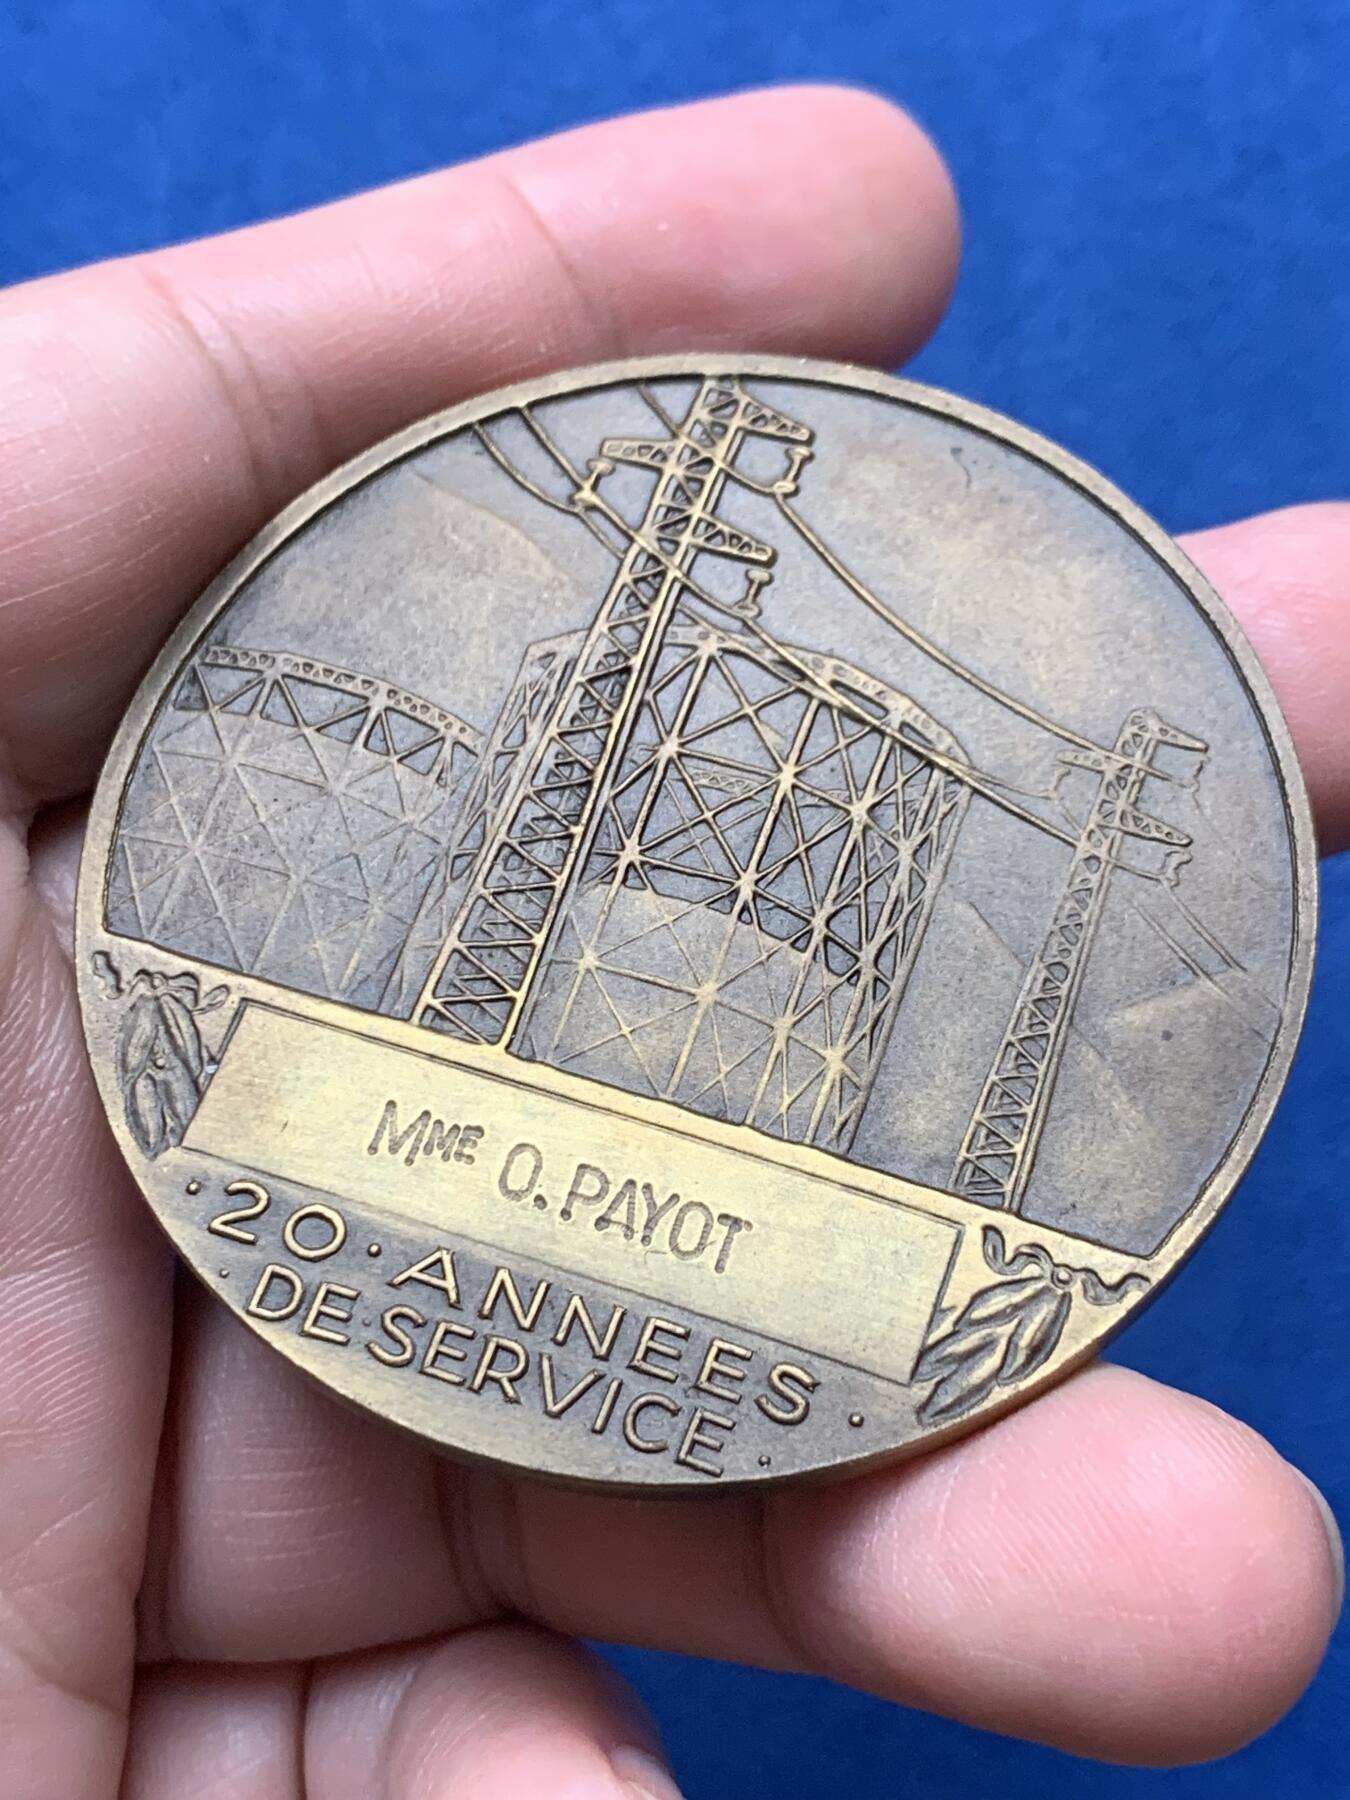 MME O. PAYOT
· 20 · ANNEES ·
· DE · SERVICE ·